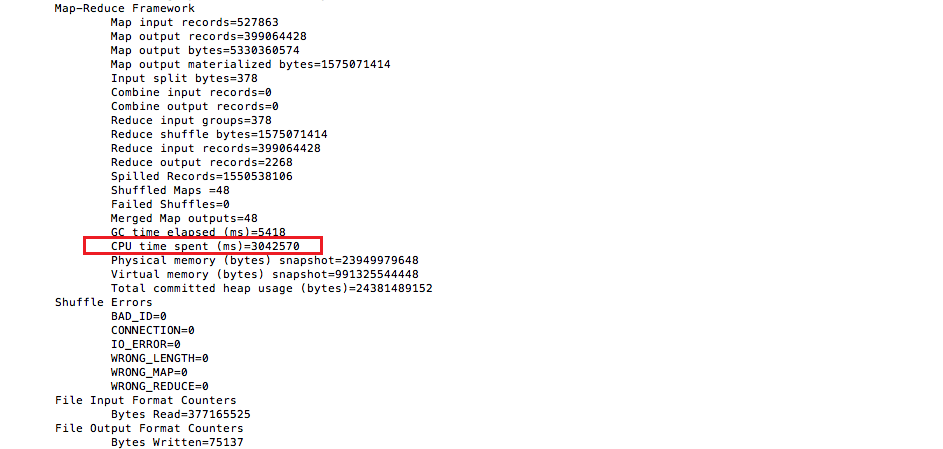 Map-Reduce Framework
Map input records=527863
Map output records=399064428
Map output bytes=5330360574
Map output materialized bytes=1575071414
Input split bytes=378
Combine input records=0
Combine output records=0
Reduce input groups=378
Reduce shuffle bytes=1575071414
Reduce input records=399064428
Reduce output records=2268
Spilled Records=1550538106
Shuffled Maps =48
Failed Shuffles=0
Merged Map outputs=48
GC time elapsed (ms)=5418
CPU time spent (ms)=3042570
Physical memory (bytes) snapshot=23949979648
Virtual memory (bytes) snapshot=991325544448
Total committed heap usage (bytes)=24381489152
Shuffle Errors
BAD_ID=0
CONNECTION=0
IO_ERROR=0
WRONG_LENGTH=0
WRONG_MAP=0
WRONG_REDUCE=0
File Input Format Counters
Bytes Read=377165525
File Output Format Counters
Bytes Written=75137